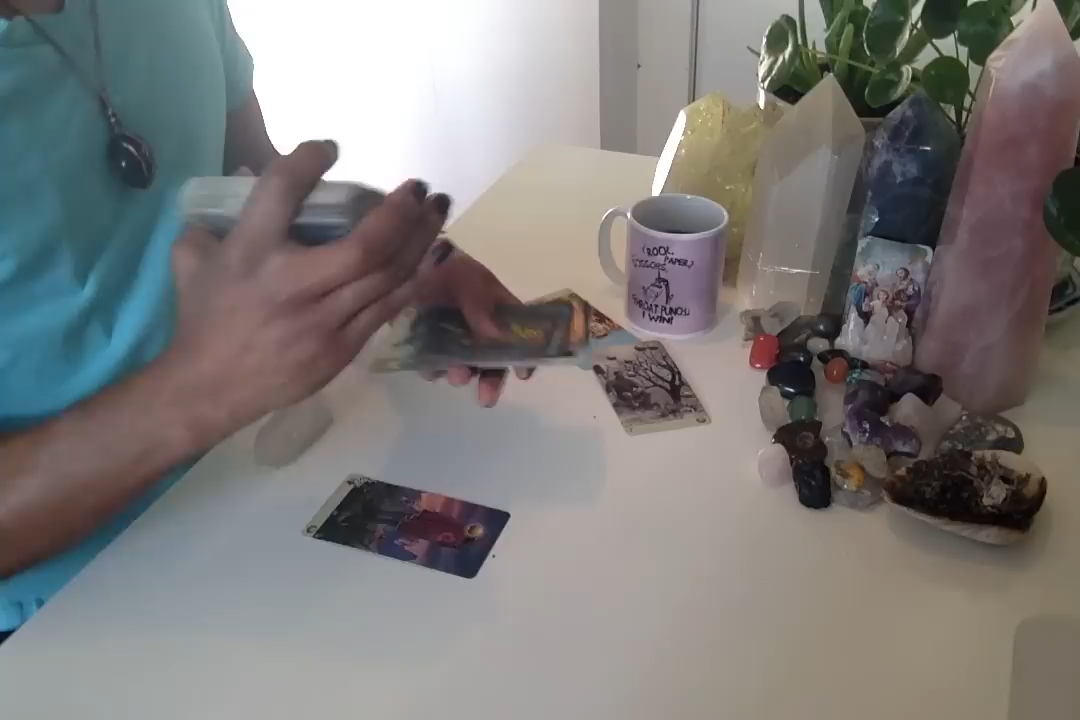 ROCK,
PAPER,
SCISSORS,
THROAT PUNCH!
I WIN!